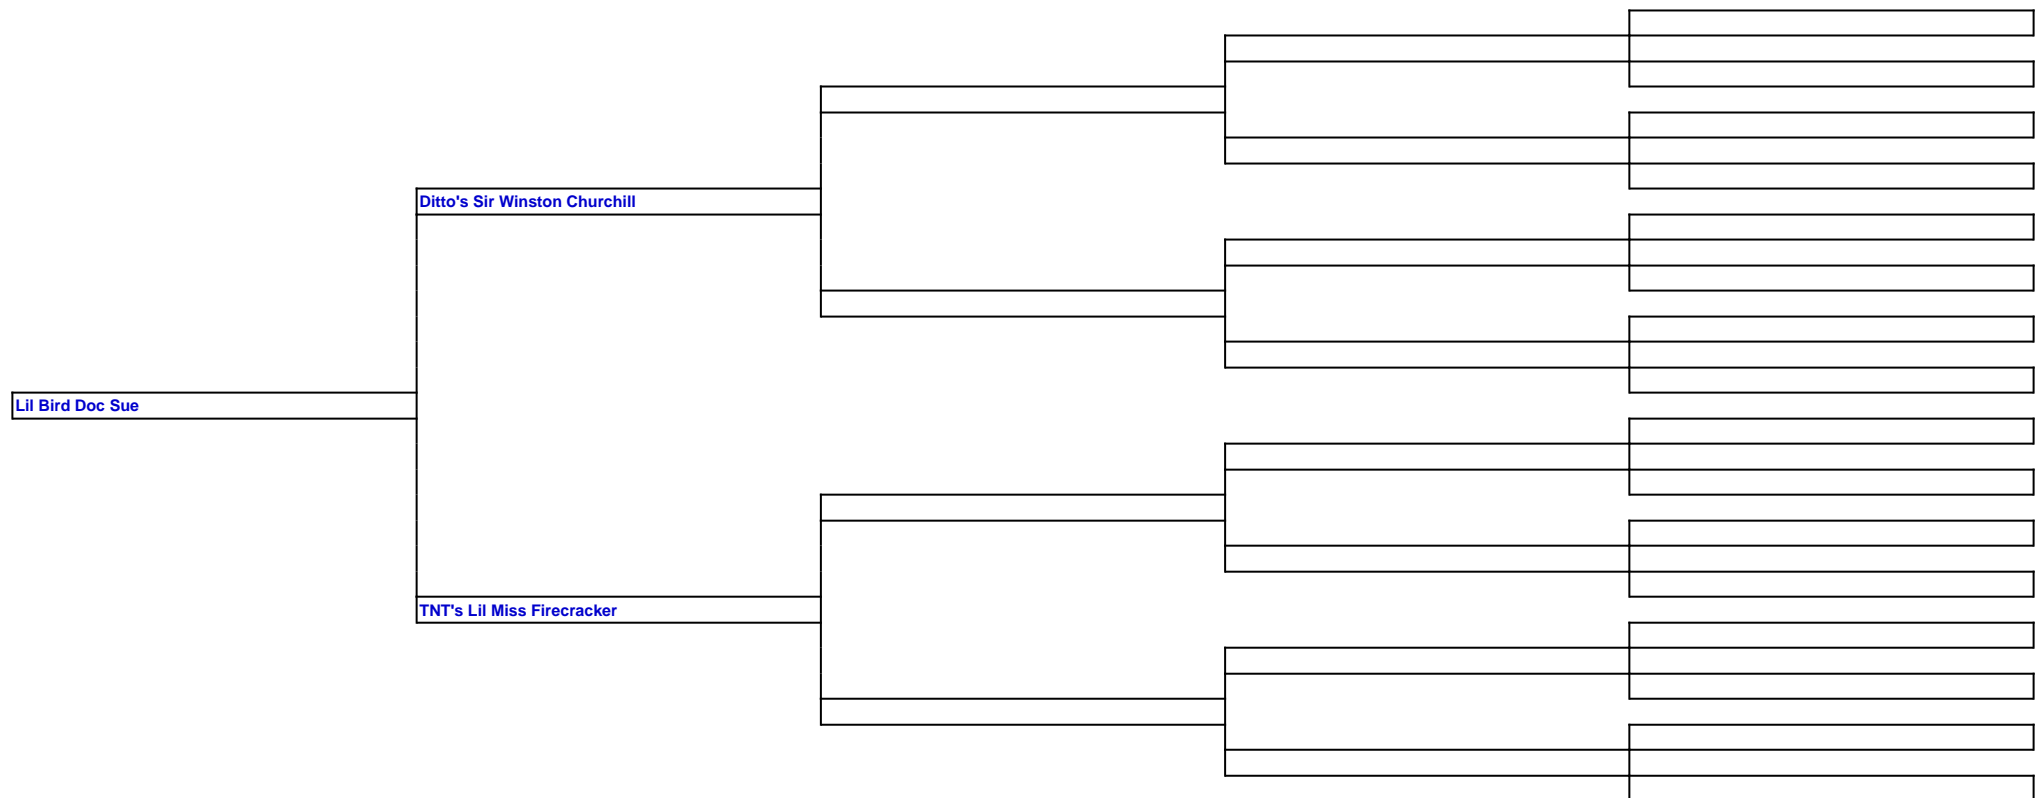 Ditto's Sir Winston Churchill
Lil Bird Doc Sue
TNT's Lil Miss Firecracker